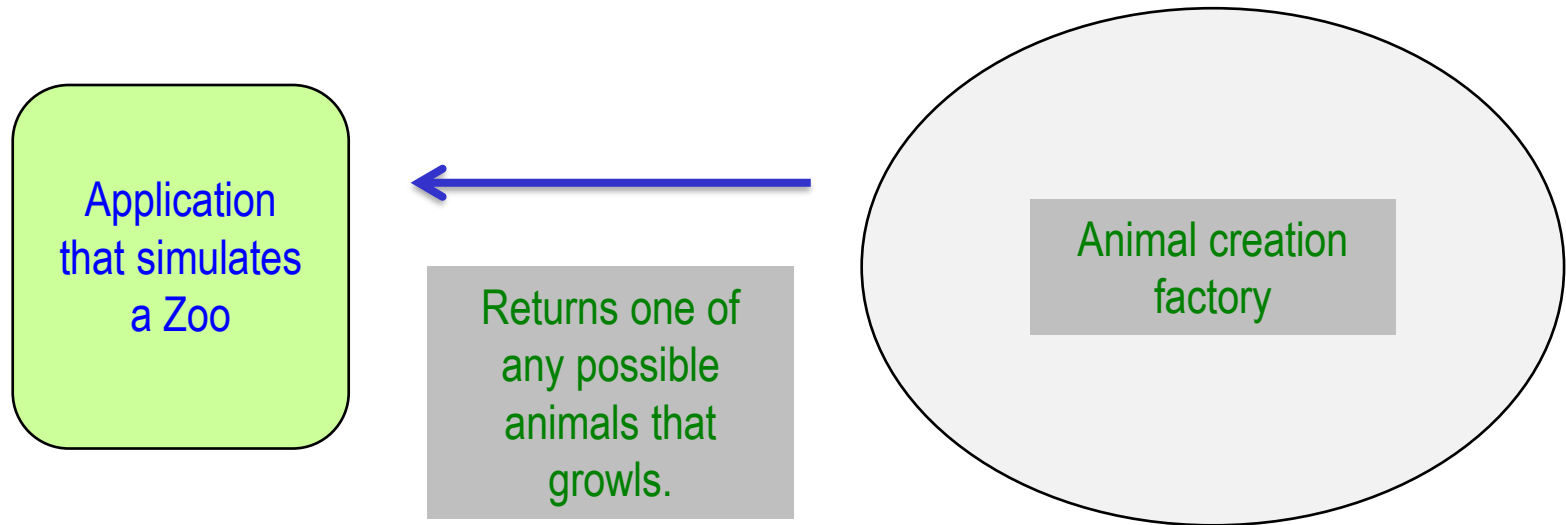 Application
that simulates
a Zoo
Returns one of
any possible
animals that
growls.
Animal creation
factory